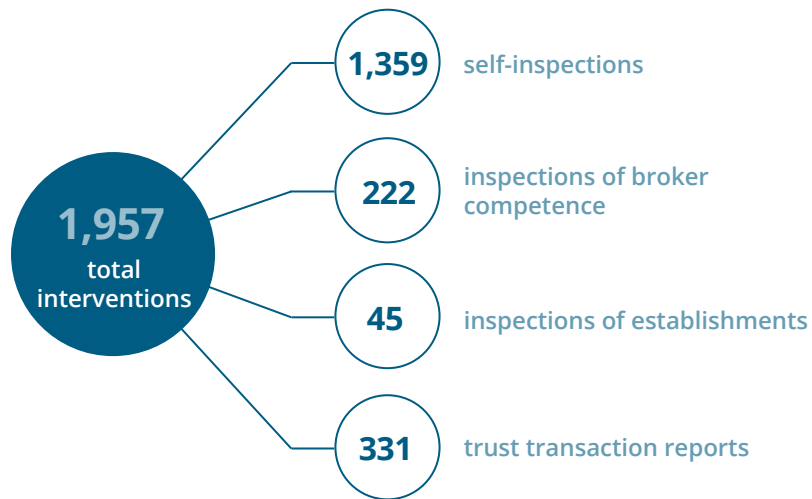 1,957
total
interventions
1,359
self-inspections
222
inspections of broker
competence
45
inspections of establishments
331
trust transaction reports